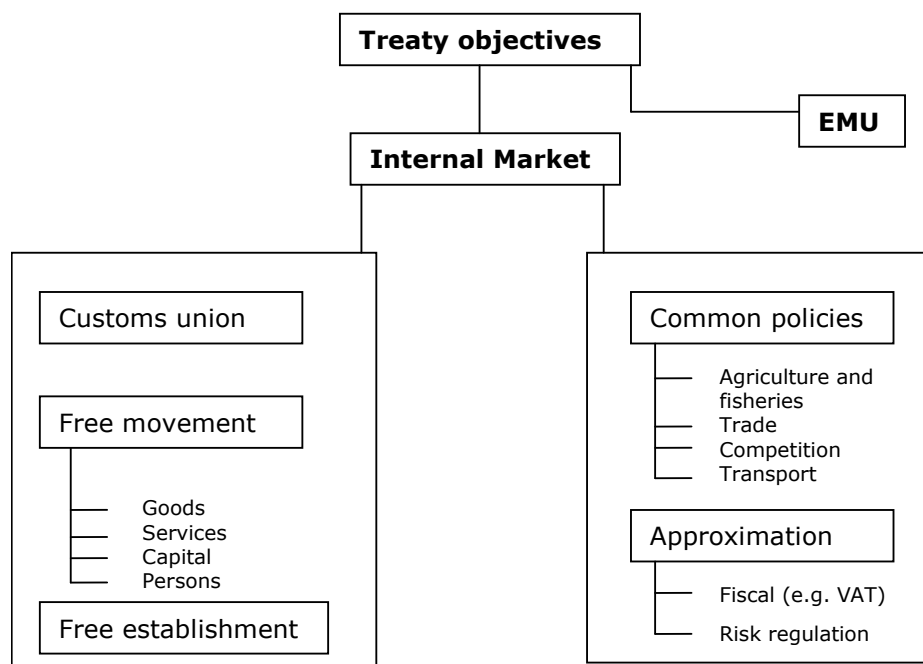 Treaty objectives
EMU
Internal Market
Customs union
Free movement
Goods
Services
Capital
Persons
Free establishment
Common policies
Agriculture and
fisheries
Trade
Competition
Transport
Approximation
Fiscal (e.g. VAT)
Risk regulation